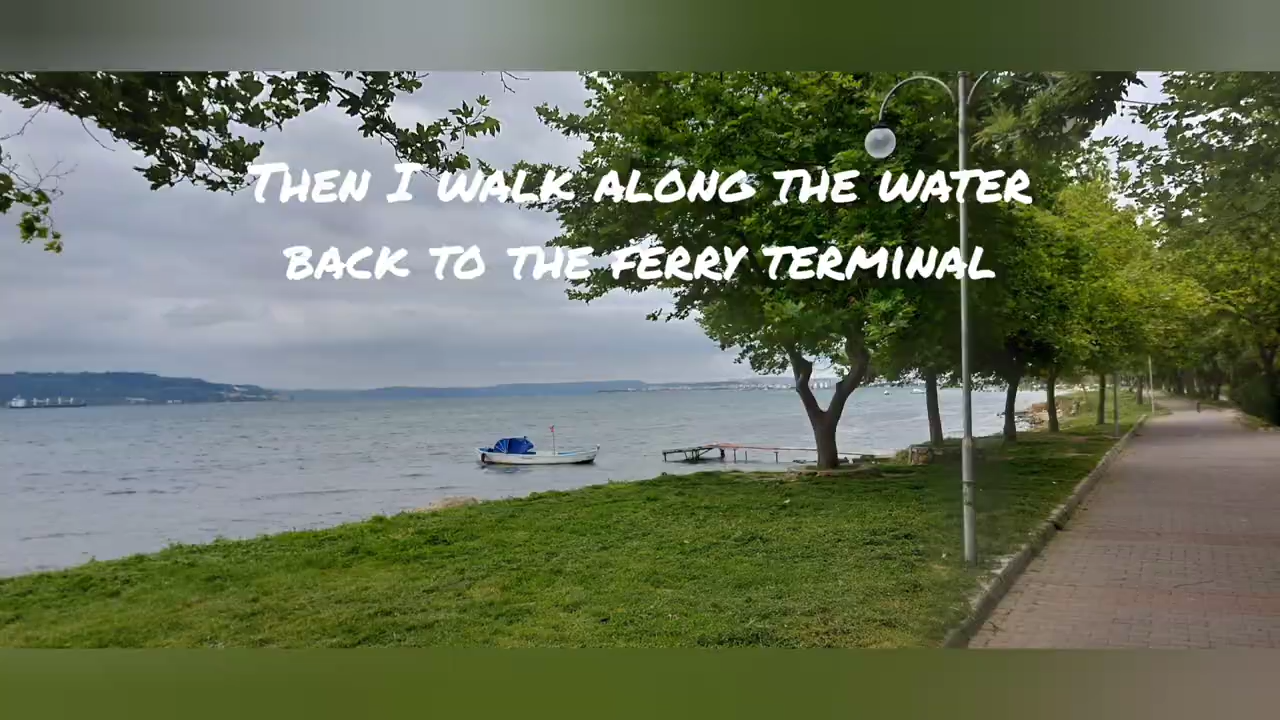 Then I walk along the water
back to the ferry terminal